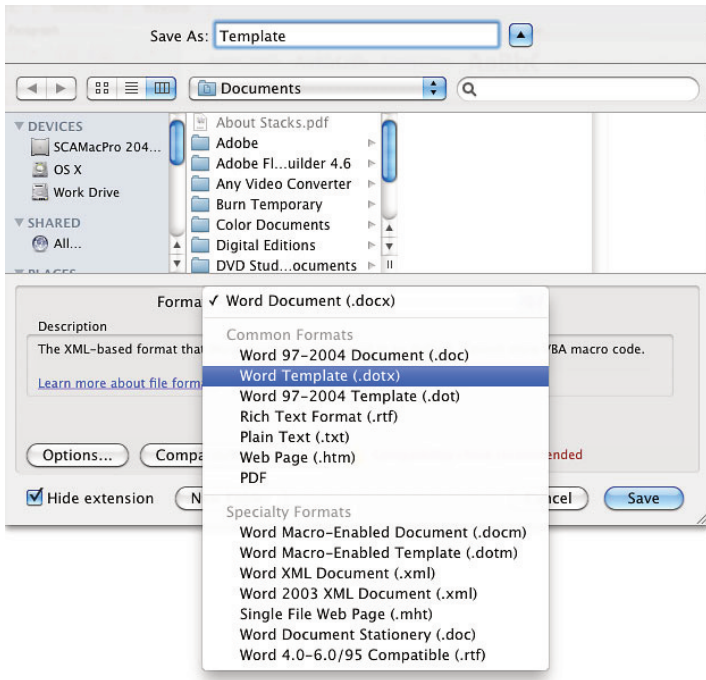 Save As: Template
Documents
DEVICES
SCAMacPro 204...
OS X
Work Drive
SHARED
All...
About Stacks.pdf
Adobe
Adobe Fl...uilder 4.6
Any Video Converter
Burn Temporary
Color Documents
Digital Editions
DVD Stud...ocuments
Forma ✓ Word Document (.docx)
Description
The XML-based format tha
BA macro code.
Learn more about file form
Common Formats
Word 97-2004 Document (.doc)
Word Template (.dotx)
Word 97-2004 Template (.dot)
Rich Text Format (.rtf)
Plain Text (.txt)
Web Page (.htm)
PDF
Options...
Compa
ended
Hide extension
N
ncel
Save
Specialty Formats
Word Macro-Enabled Document (.docm)
Word Macro-Enabled Template (.dotm)
Word XML Document (.xml)
Word 2003 XML Document (.xml)
Single File Web Page (.mht)
Word Document Stationery (.doc)
Word 4.0-6.0/95 Compatible (.rtf)